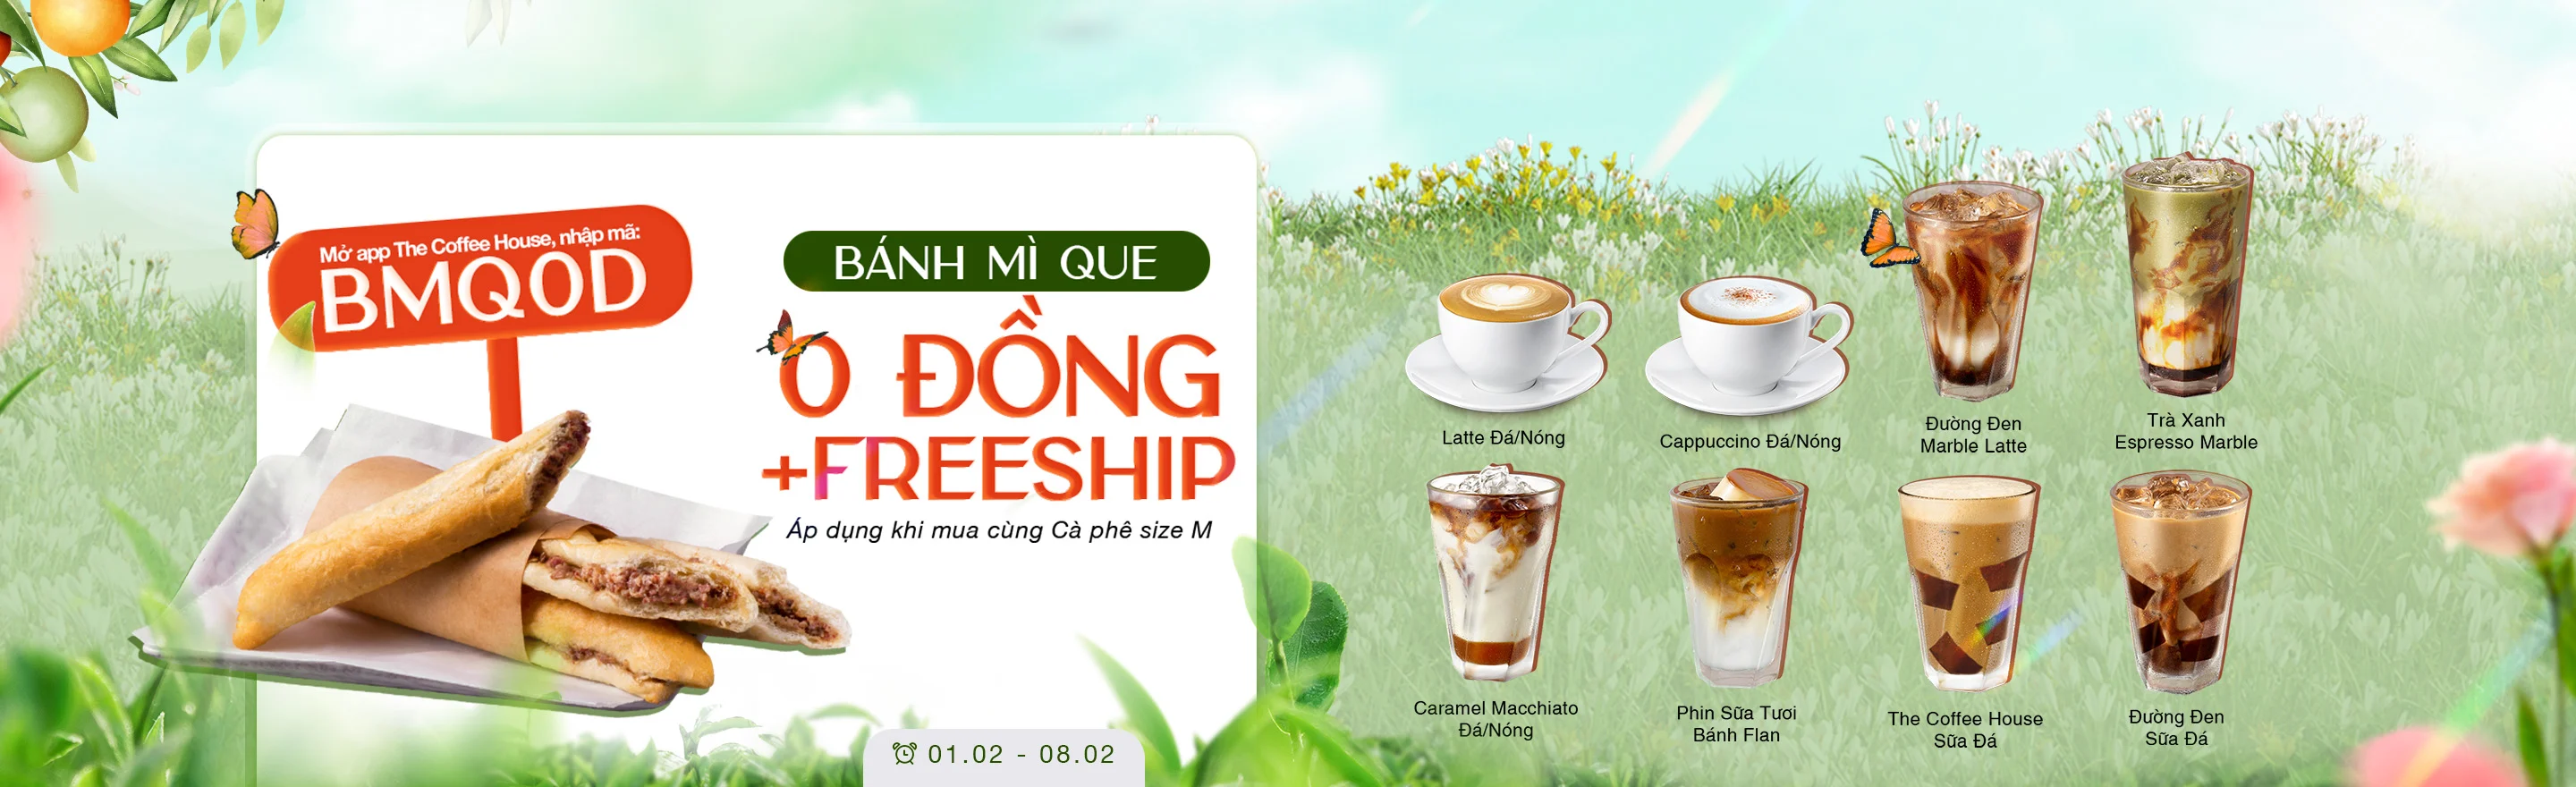 Mở app The Coffee House, nhập mã:
BMQ0D
BÁNH MÌ QUE
0 ĐỒNG
+FREESHIP
Áp dụng khi mua cùng Cà phê size M
01.02 - 08.02
Latte Đá/Nóng
Cappuccino Đá/Nóng
Đường Đen
Marble Latte
Trà Xanh
Espresso Marble
Caramel Macchiato
Đá/Nóng
Phin Sữa Tươi
Bánh Flan
The Coffee House
Sữa Đá
Đường Đen
Sữa Đá